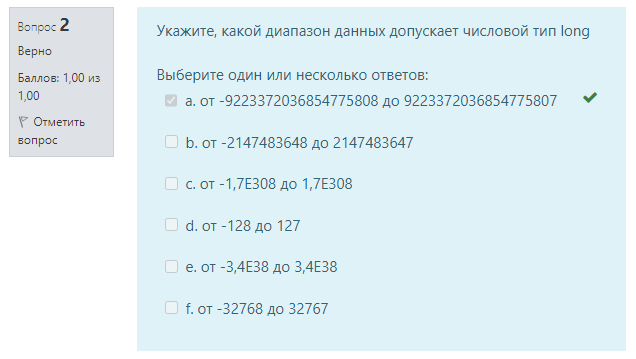 Вопрос 2
Верно
Баллов: 1,00 из
1,00
Отметить
вопрос
Укажите, какой диапазон данных допускает числовой тип long
Выберите один или несколько ответов:
a. от -9223372036854775808 до 9223372036854775807
b. от -2147483648 до 2147483647
c. от -1,7E308 до 1,7E308
d. от -128 до 127
e. от -3,4E38 до 3,4E38
f. от -32768 до 32767